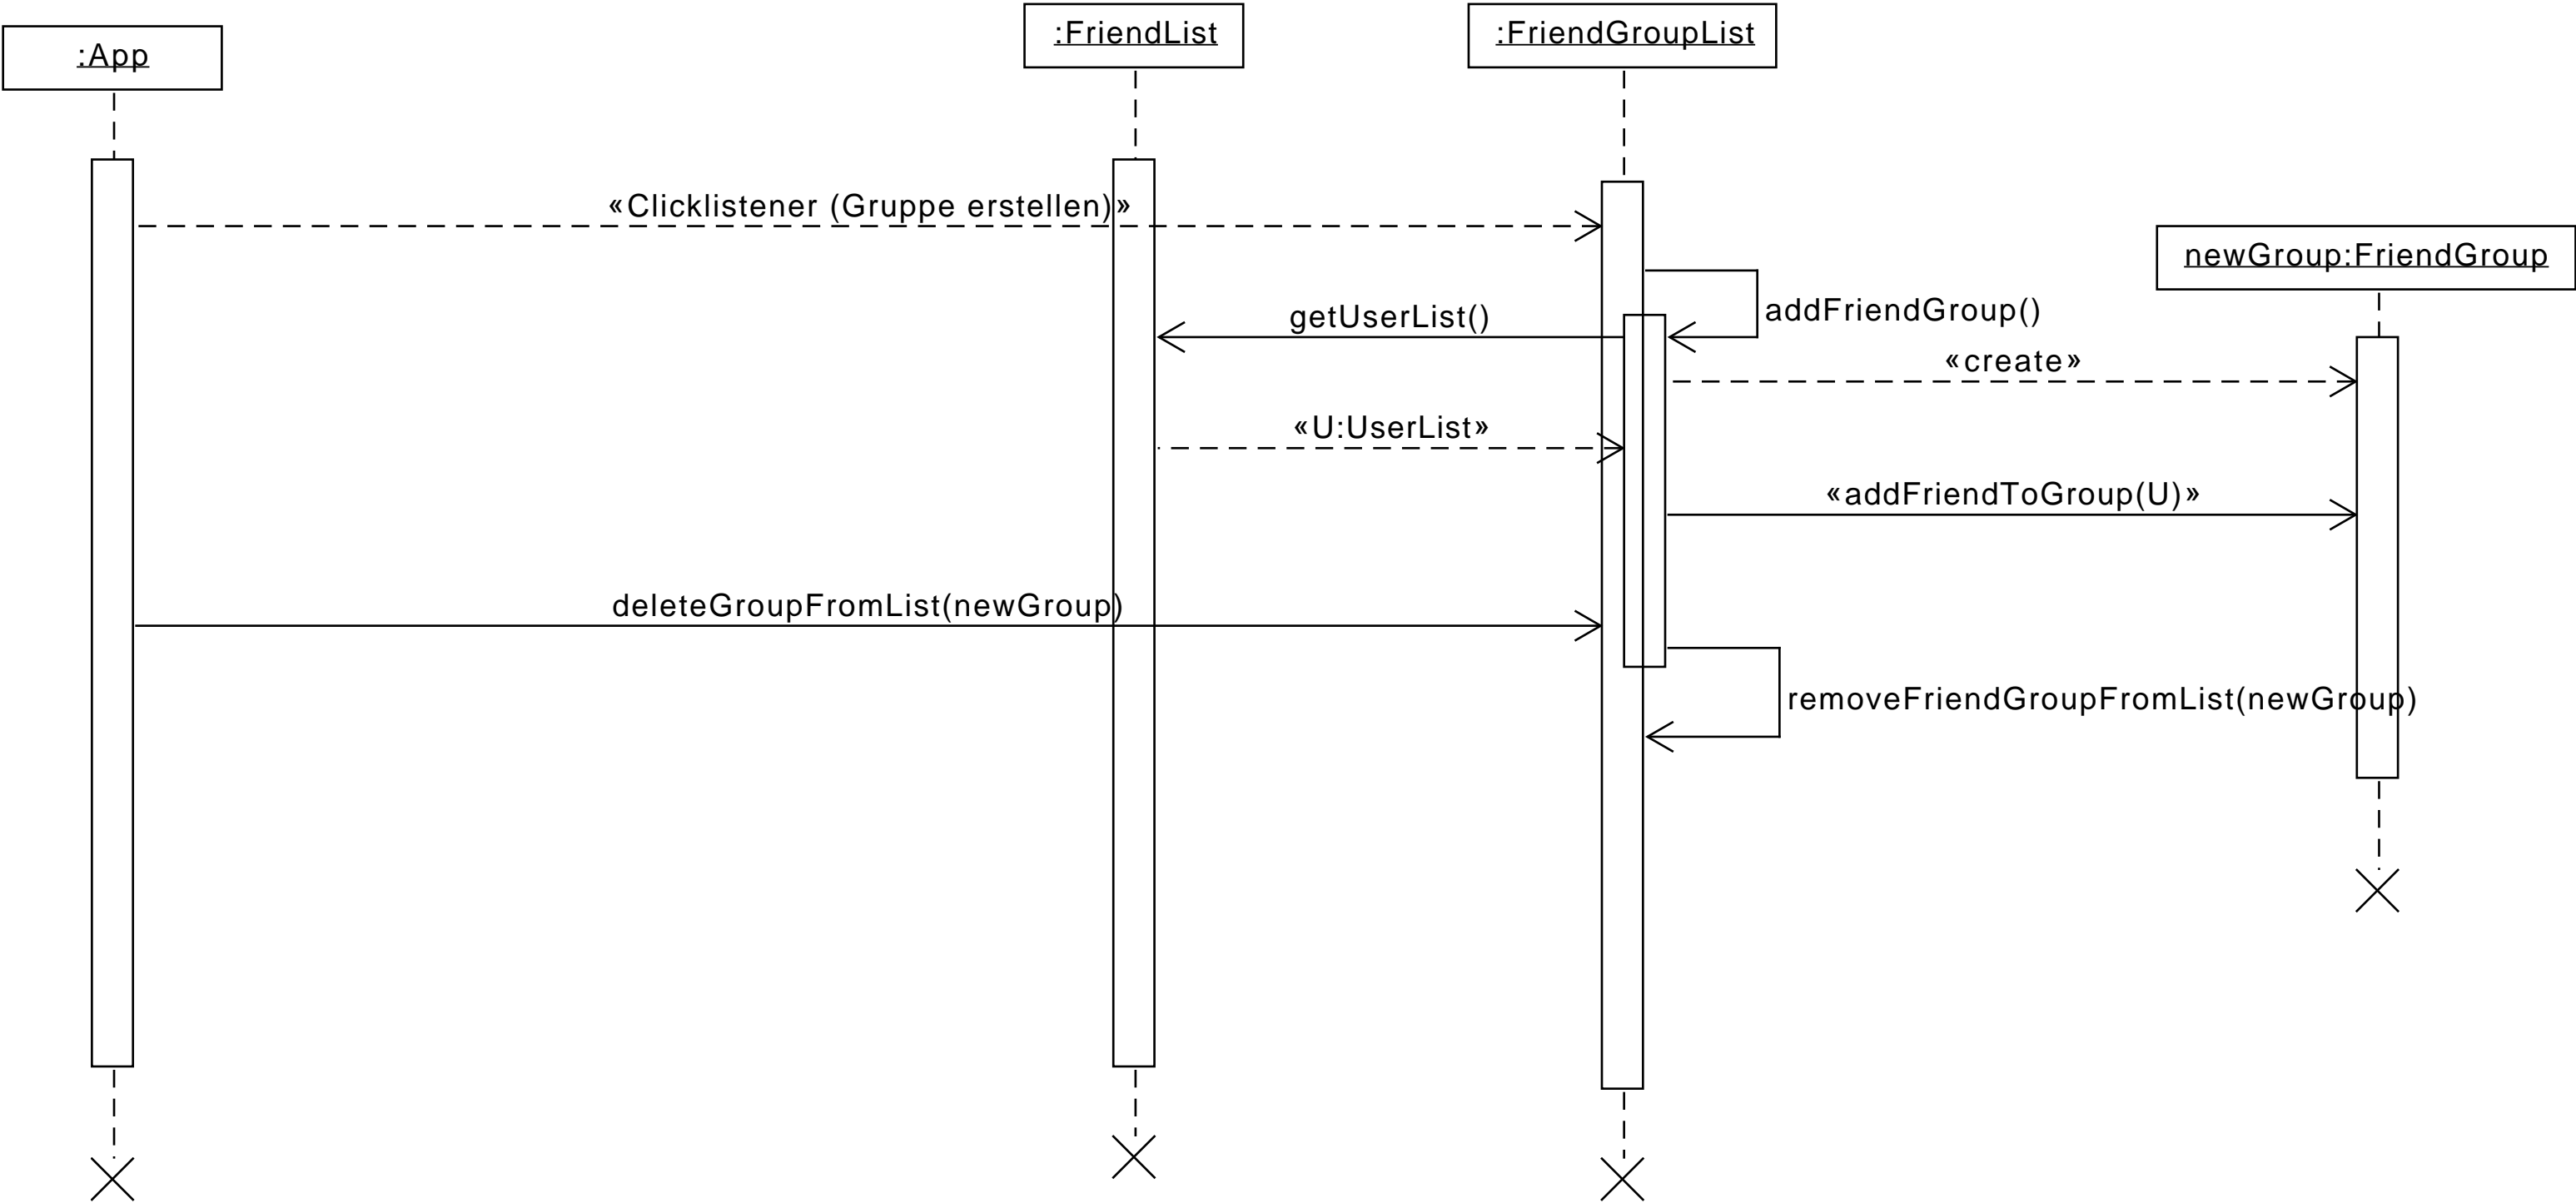 :App
:FriendList
:FriendGroupList
«Clicklistener (Gruppe erstellen)»
newGroup:FriendGroup
addFriendGroup()
getUserList()
«create»
«U:UserList»
«addFriendToGroup(U)»
deleteGroupFromList(newGroup)
removeFriendGroupFromList(newGroup)